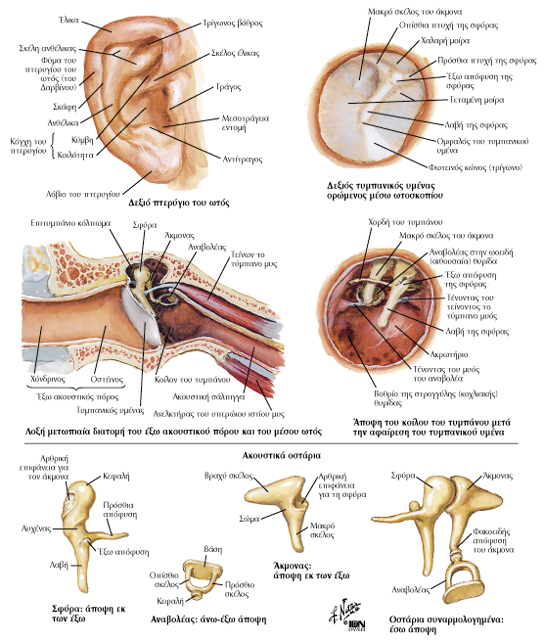 Έλικα
Τρίγωνος βόθρος
Σκέλη ανθέλικας
Σκέλος έλικας
Φύμα του
πτερυγίου του
ωτός (του
Δαρβίνου)
Τράγος
Σκάφη
Ανθέλικα
Μεσοτράγεια
εντομή
Κόγχη του
πτερυγίου
Κύμβη
Κοιλότητα
Αντίτραγος
Λόβιο του πτερυγίου
Δεξιό πτερύγιο του ωτός
Μακρό σκέλος του άκμονα
Οπίσθια πτυχή της σφύρας
Χαλαρή μοίρα
Πρόσθια πτυχή της σφύρας
Έξω απόφυση της
σφύρας
Τεταμένη μοίρα
Λαβή της σφύρας
Ομφαλός του τυμπανικού
υμένα
Φωτεινός κώνος (τρίγωνο)
Δεξιός τυμπανικός υμένας
ορώμενος μέσω ωτοσκοπίου
Επιτυμπάνιο κόλπωμα
Σφύρα
Άκμονας
Αναβολέας
Τείνων το
τύμπανο μυς
Χόνδρινος
Οστέινος
Έξω ακουστικός πόρος
Τυμπανικός υμένας
Κοίλον του τυμπάνου
Ακουστική
σάλπιγγα
Ανελκτήρας του υπερώιου ιστίου μυς
Λοξή μετωπιαία διατομή του έξω ακουστικού πόρου και του μέσου ωτός
Χορδή του τυμπάνου
Μακρό σκέλος του άκμονα
Αναβολέας στην ωοειδή
(αιθουσαία) θυρίδα
Έξω απόφυση
της σφύρας
Τένοντας του
τείνοντος το
τύμπανο μυός
Λαβή της σφύρας
Ακρωτήριο
Τένοντας του μυός
του αναβολέα
Βοθρίο της στρογγύλης (κοχλιακής)
θυρίδας
Άποψη του κοίλου του τυμπάνου μετά
την αφαίρεση του τυμπανικού υμένα
Ακουστικά οστάρια
Αρθρική
επιφάνεια για
τον άκμονα
Κεφαλή
Πρόσθια
απόφυση
Αυχένας
Έξω απόφυση
Λαβή
Σφύρα: άποψη εκ
των έξω
Βάση
Οπίσθιο
σκέλος
Πρόσθιο
σκέλος
Κεφαλή
Αναβολέας: άνω-έξω άποψη
Βραχύ σκέλος
Αρθρική
επιφάνεια
για τη σφύρα
Σώμα
Μακρό
σκέλος
Άκμονας:
άποψη εκ των έξω
Σφύρα
Άκμονας
Φακοειδής
απόφυση
του άκμονα
Αναβολέας
Οστάρια συναρμολογημένα:
έσω άποψη